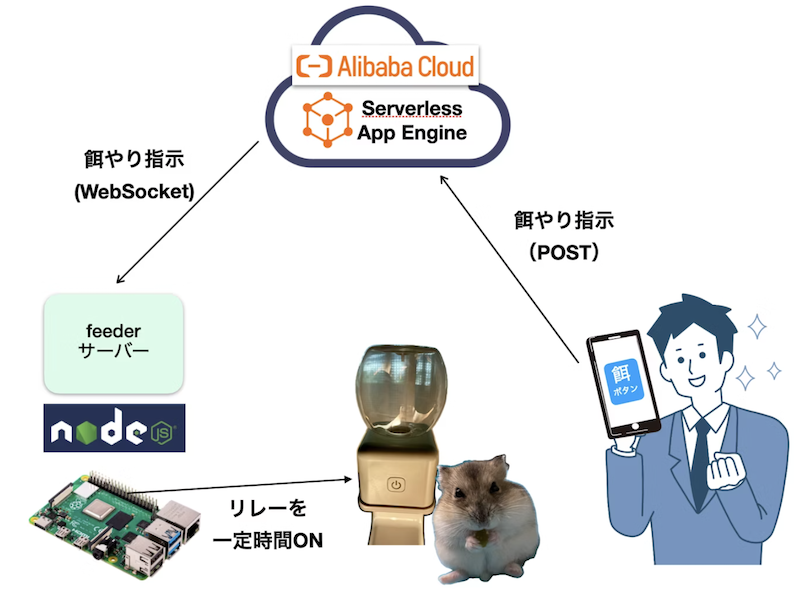 Alibaba Cloud
Serverless
App Engine
餌やり指示
(WebSocket)
餌やり指示
（POST）
feeder
サーバー
node
JS
餌
ボタン
リレーを
一定時間ON